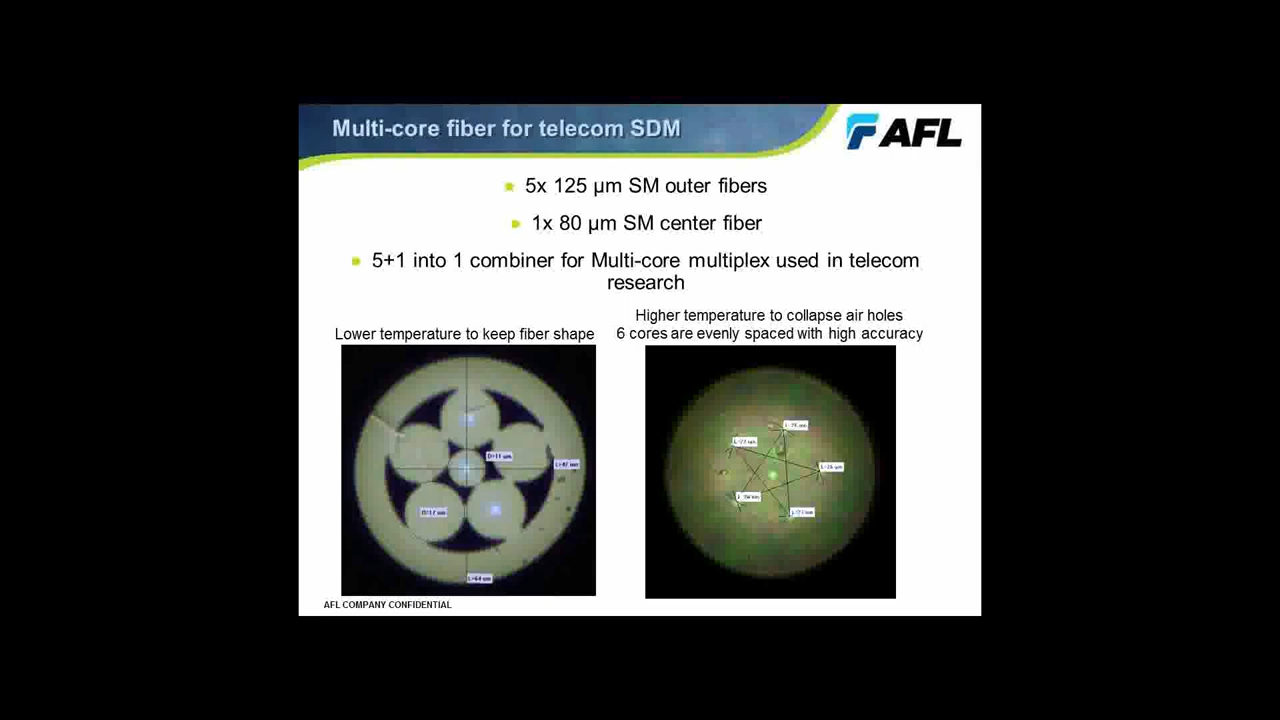 Multi-core fiber for telecom SDM
AFL
5x 125 µm SM outer fibers
1x 80 µm SM center fiber
5+1 into 1 combiner for Multi-core multiplex used in telecom
research
Lower temperature to keep fiber shape
Higher temperature to collapse air holes
6 cores are evenly spaced with high accuracy
AFL COMPANY CONFIDENTIAL